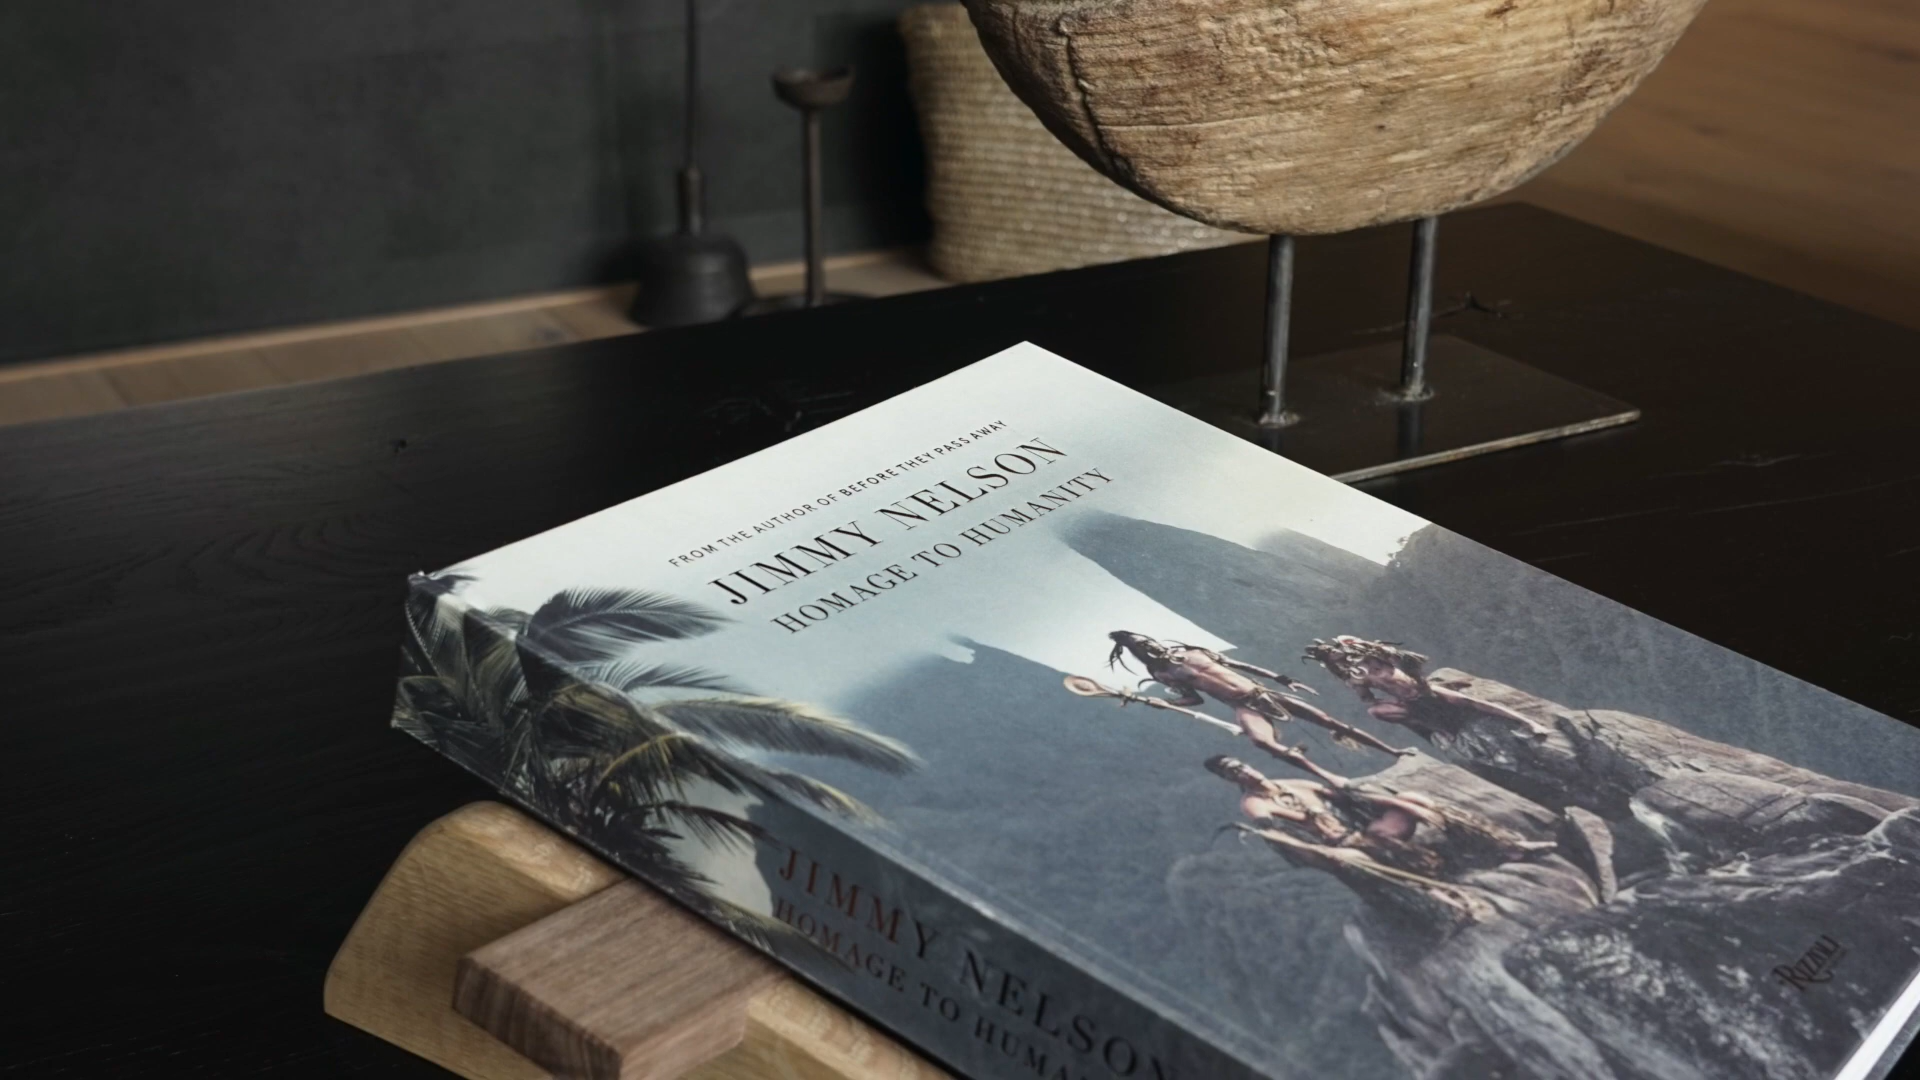 FROM THE AUTHOR OF BEFORE THEY PASS AWAY
JIMMY NELSON
HOMAGE TO HUMANITY
JIMMY NELSON
HOMAGE TO HUMA
RIZZOLI